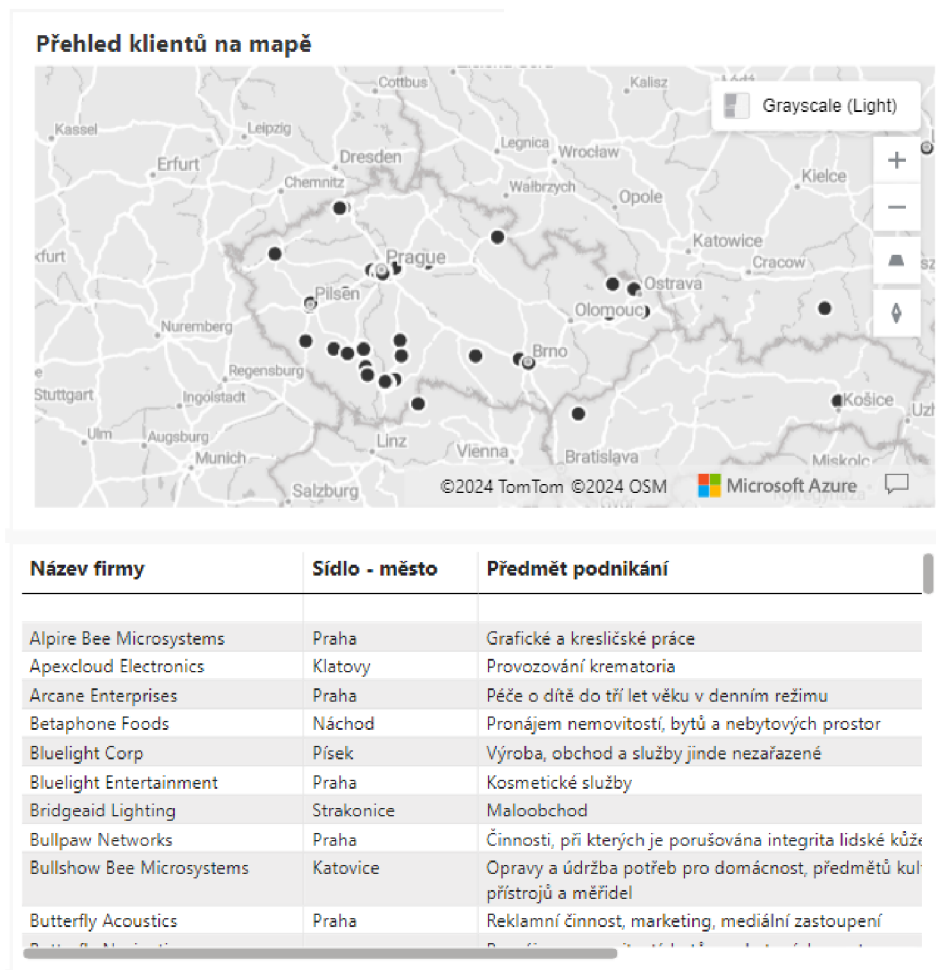 Přehled klientů na mapě
Cottbus
Kalisz
Grayscale (Light)
Kassel
Leipzig
Legnica
Wrocław
Erfurt
Dresden
Chemnitz
Wałbrzych
Opole
Kielce
Katowice
Cracow
Prague
Ostrava
Pilsen
Olomouc
Nuremberg
Brno
Regensburg
Stuttgart
Ingolstadt
Košice
Ulm
Augsburg
Linz
Munich
Vienna
Bratislava
Miskolc
Salzburg
©2024 TomTom ©2024 OSM
Microsoft Azure
Název firmy Sídlo - město Předmět podnikání
Alpire Bee Microsystems Praha Grafické a kresličské práce
Apexcloud Electronics Klatovy Provozování krematoria
Arcane Enterprises Praha Péče o dítě do tří let věku v denním režimu
Betaphone Foods Náchod Pronájem nemovitostí, bytů a nebytových prostor
Bluelight Corp Písek Výroba, obchod a služby jinde nezařazené
Bluelight Entertainment Praha Kosmetické služby
Bridgeaid Lighting Strakonice Maloobchod
Bullpaw Networks Praha Činnosti, při kterých je porušována integrita lidské kůže
Bullshow Bee Microsystems Katovice Opravy a údržba potřeb pro domácnost, předmětů kul
přístrojů a měřidel
Butterfly Acoustics Praha Reklamní činnost, marketing, mediální zastoupení